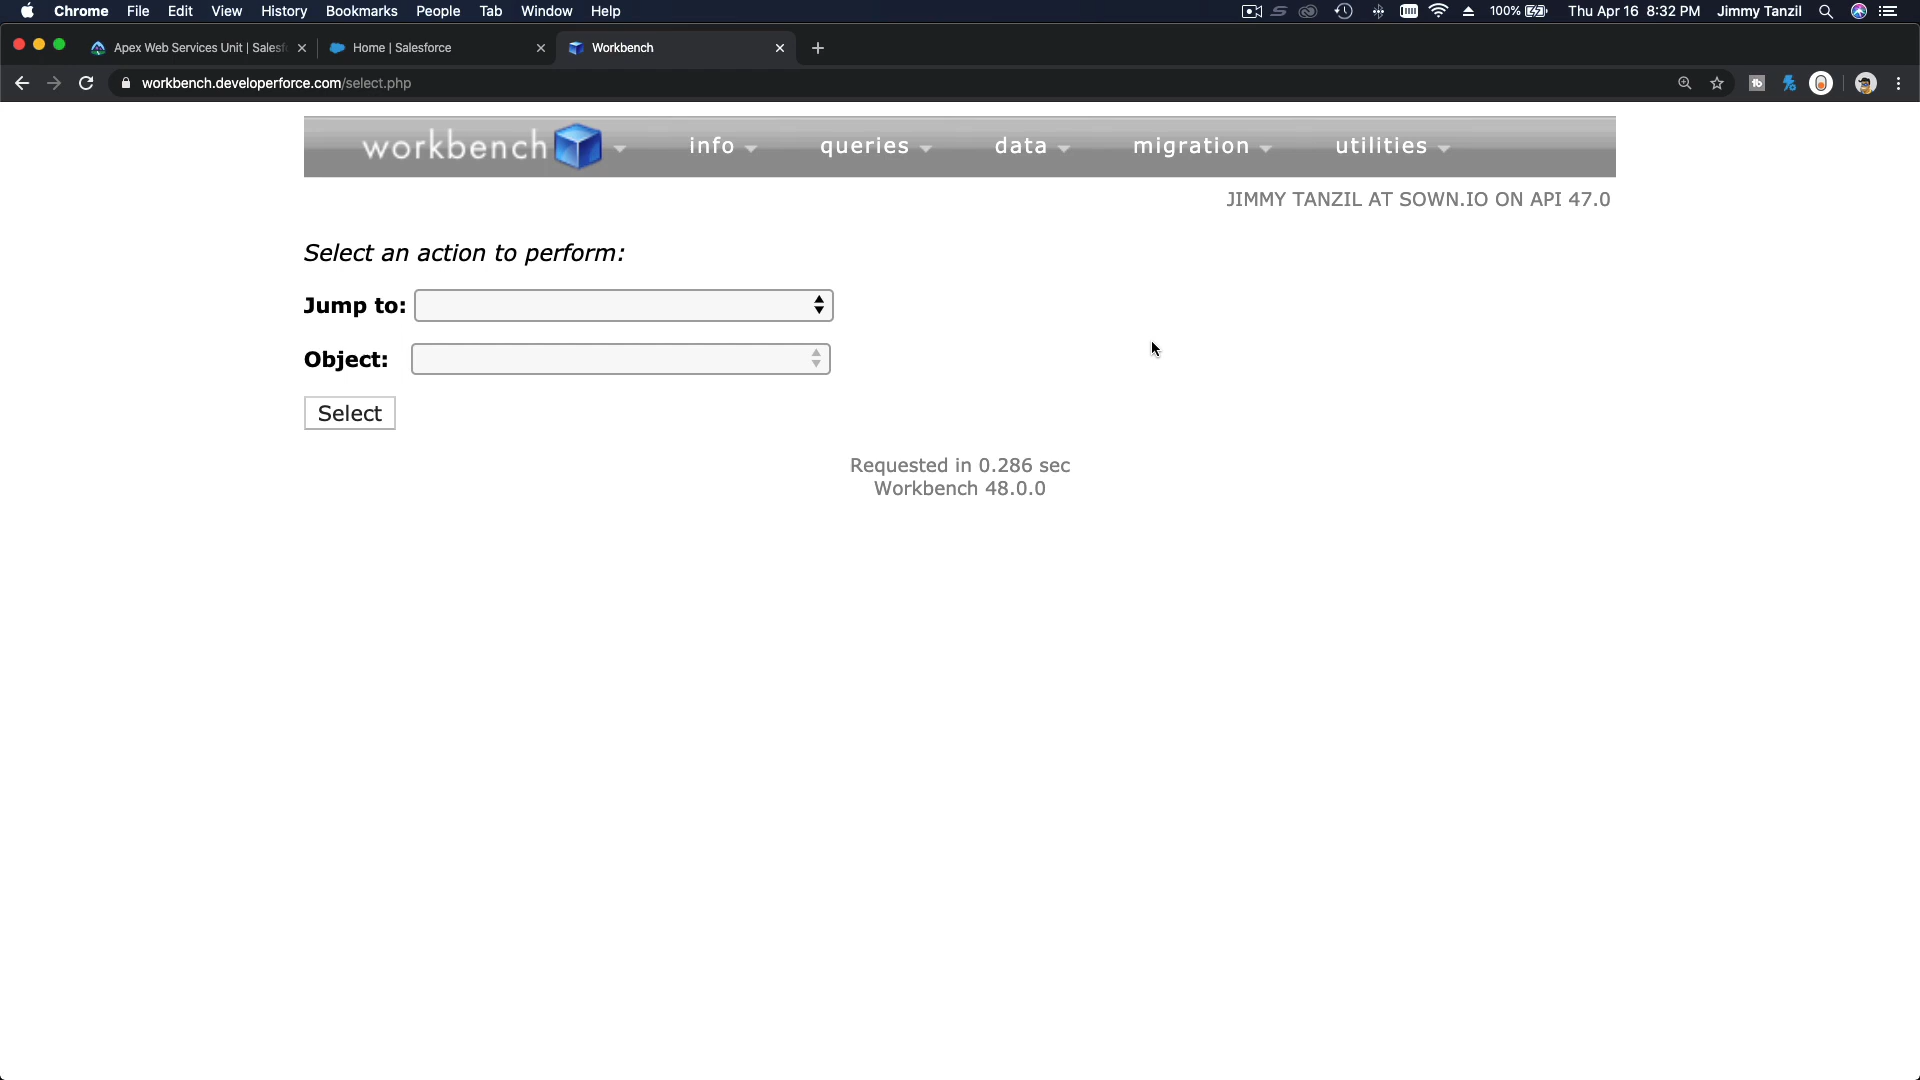 Chrome File Edit View History Bookmarks People Tab Window Help 100% Thu Apr 16 8:32 PM Jimmy Tanzil
Apex Web Services Unit | Salesf Home | Salesforce Workbench
workbench.developerforce.com/select.php
workbench info queries data migration utilities
JIMMY TANZIL AT SOWN.IO ON API 47.0
Select an action to perform:
Jump to:
Object:
Select
Requested in 0.286 sec
Workbench 48.0.0